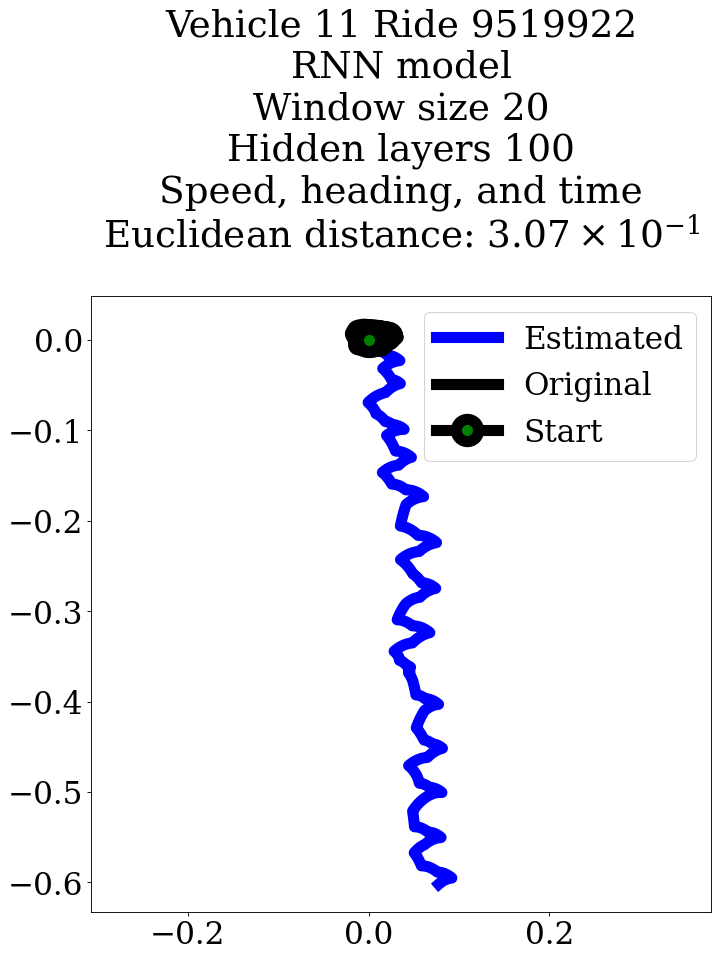 Vehicle 11 Ride 9519922
RNN model
Window size 20
Hidden layers 100
Speed, heading, and time
Euclidean distance: 3.07 × 10⁻¹
Estimated
Original
Start
0.0
−0.1
−0.2
−0.3
−0.4
−0.5
−0.6
−0.2 0.0 0.2